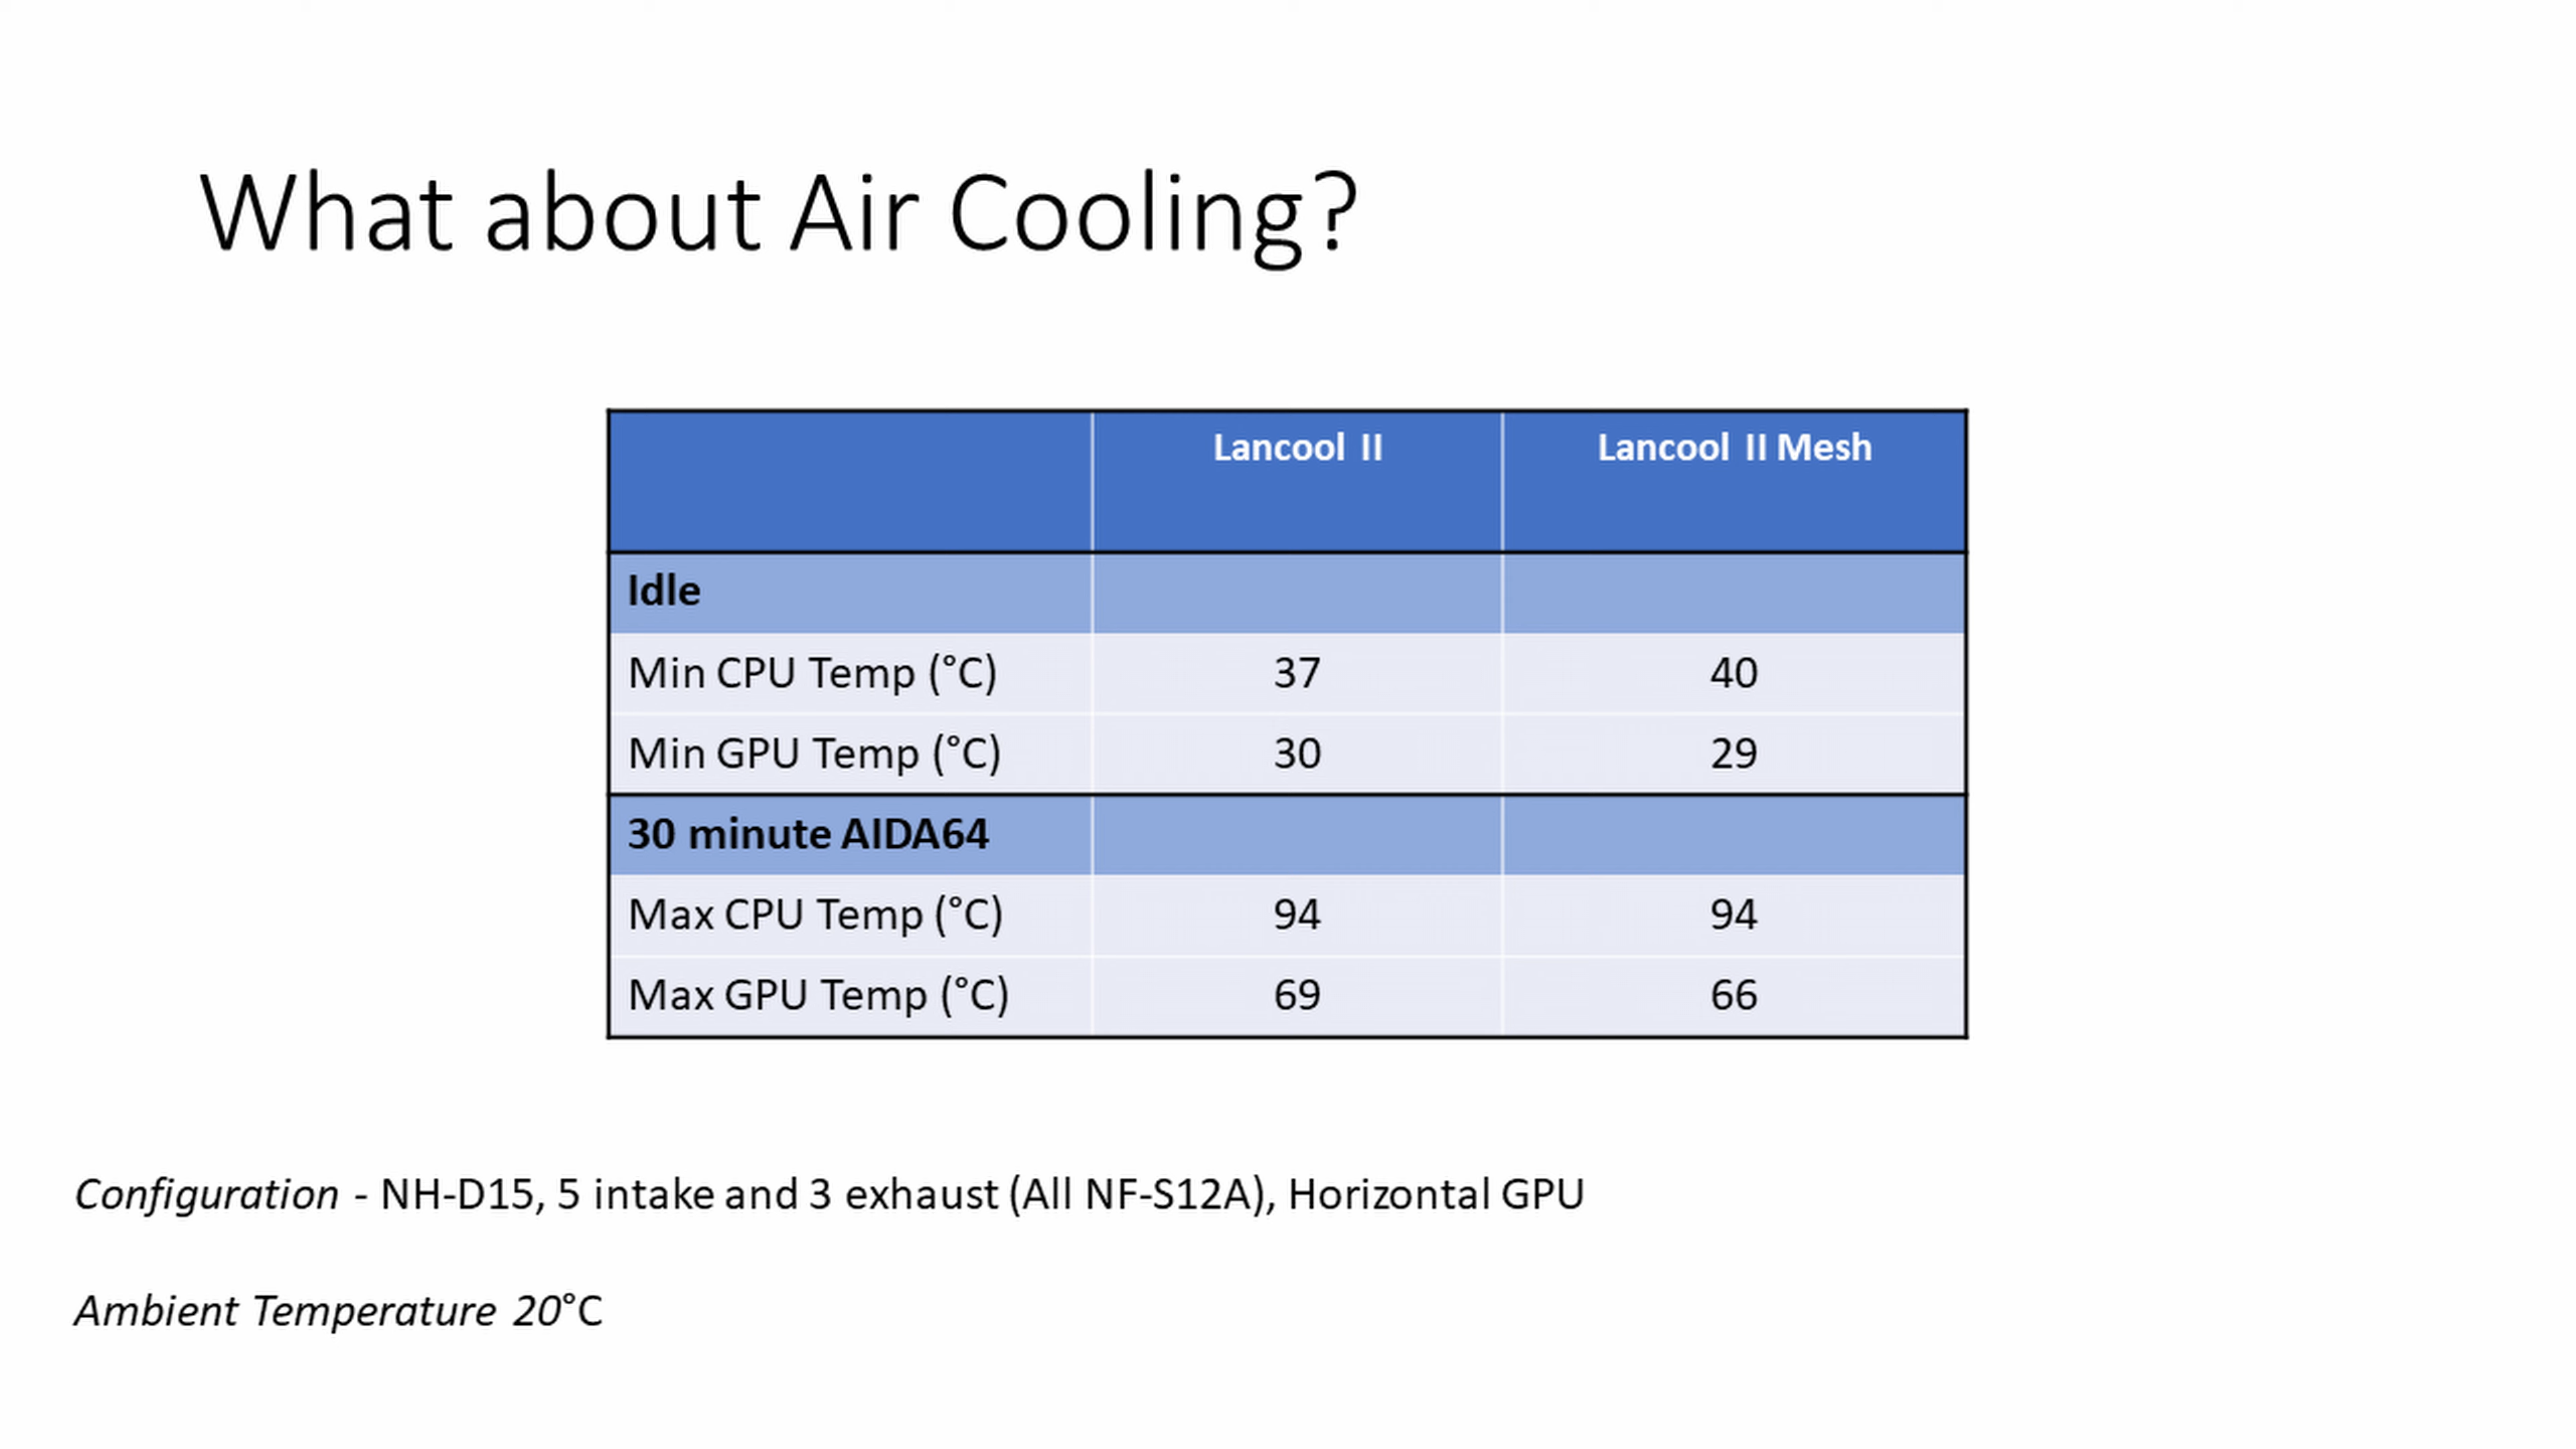 What about Air Cooling?
Lancool II Lancool II Mesh
Idle
Min CPU Temp (°C) 37 40
Min GPU Temp (°C) 30 29
30 minute AIDA64
Max CPU Temp (°C) 94 94
Max GPU Temp (°C) 69 66
Configuration - NH-D15, 5 intake and 3 exhaust (All NF-S12A), Horizontal GPU
Ambient Temperature 20°C